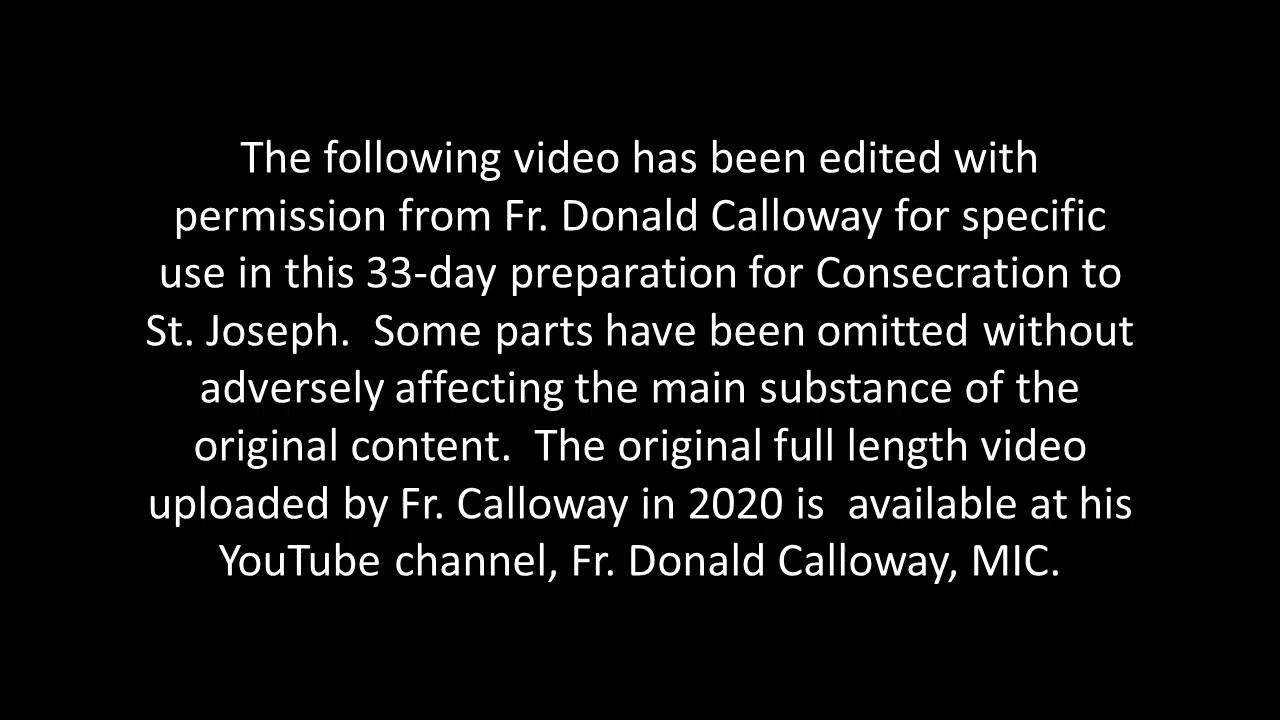 The following video has been edited with
permission from Fr. Donald Calloway for specific
use in this 33-day preparation for Consecration to
St. Joseph.  Some parts have been omitted without
adversely affecting the main substance of the
original content.  The original full length video
uploaded by Fr. Calloway in 2020 is  available at his
YouTube channel, Fr. Donald Calloway, MIC.